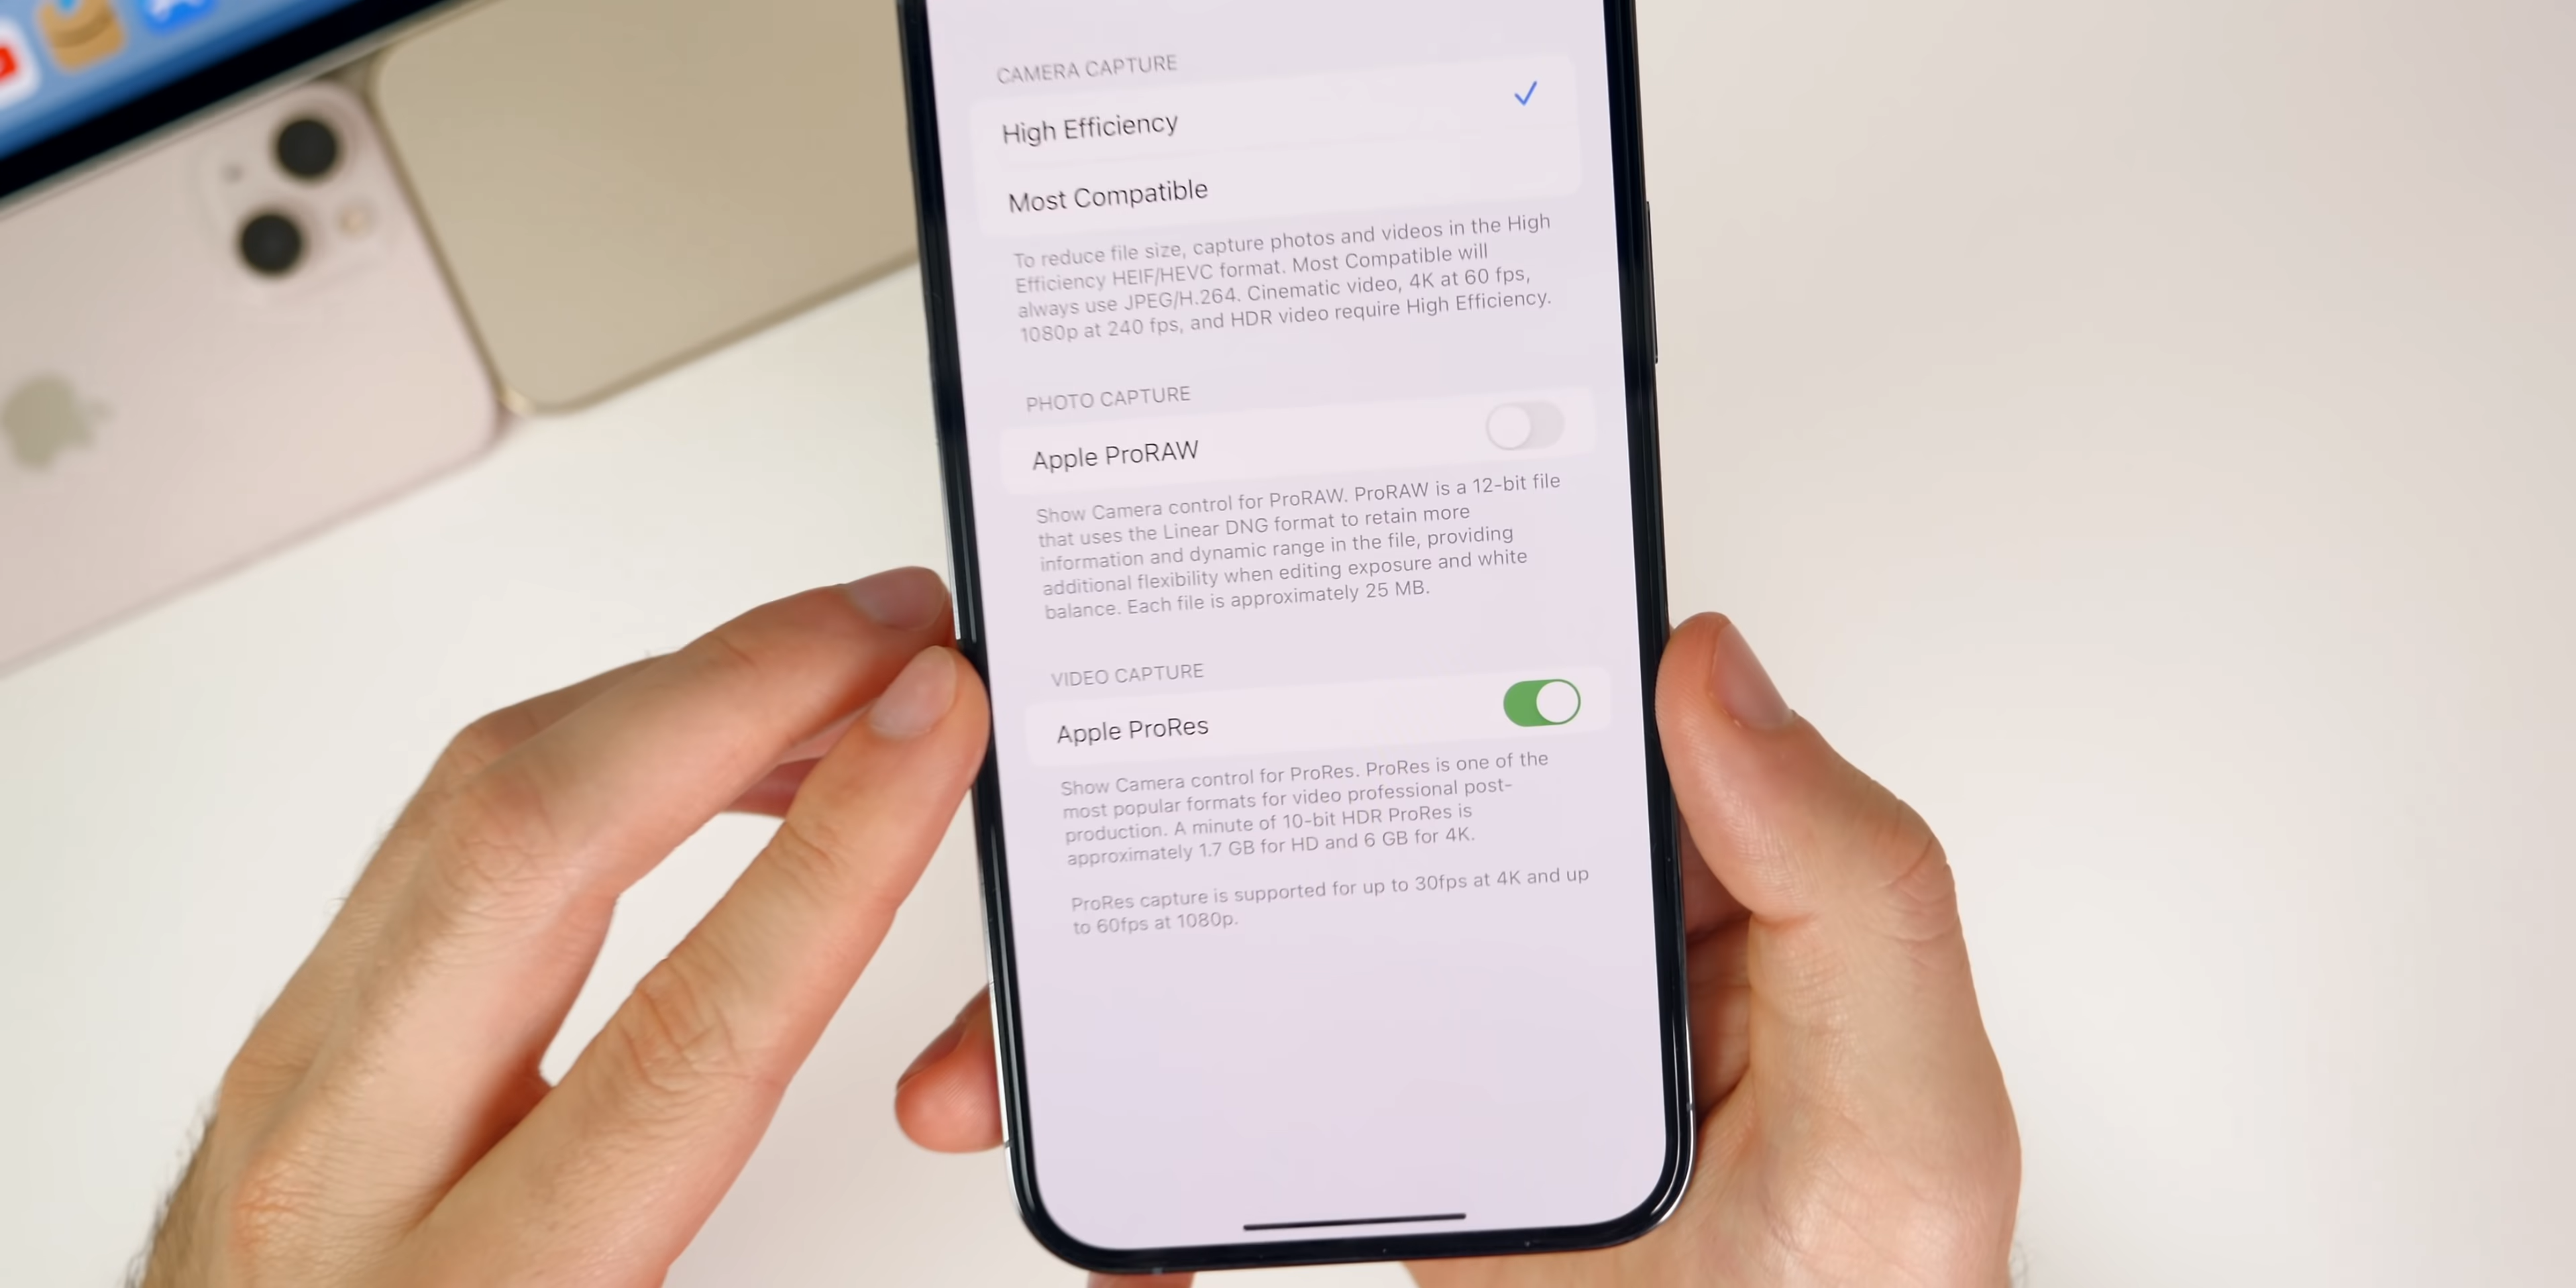 CAMERA CAPTURE
High Efficiency
Most Compatible
To reduce file size, capture photos and videos in the High
Efficiency HEIF/HEVC format. Most Compatible will
always use JPEG/H.264. Cinematic video, 4K at 60 fps,
1080p at 240 fps, and HDR video require High Efficiency.
PHOTO CAPTURE
Apple ProRAW
Show Camera control for ProRAW. ProRAW is a 12-bit file
that uses the Linear DNG format to retain more
information and dynamic range in the file, providing
additional flexibility when editing exposure and white
balance. Each file is approximately 25 MB.
VIDEO CAPTURE
Apple ProRes
Show Camera control for ProRes. ProRes is one of the
most popular formats for video professional post-
production. A minute of 10-bit HDR ProRes is
approximately 1.7 GB for HD and 6 GB for 4K.
ProRes capture is supported for up to 30fps at 4K and up
to 60fps at 1080p.